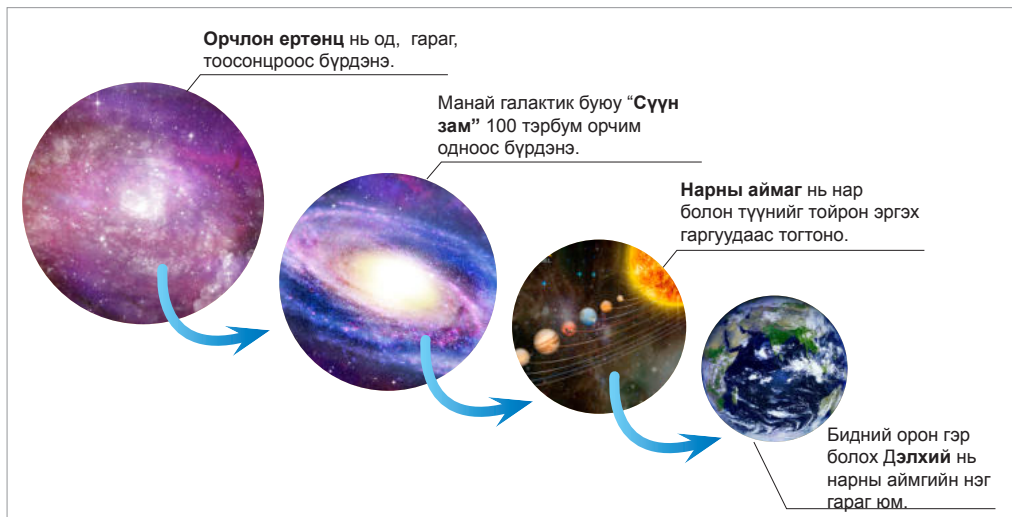 Орчлон ертөнц нь од, гараг,
тоосонцроос бүрдэнэ.
Манай галактик буюу “Сүүн
зам” 100 тэрбум орчим
одноос бүрдэнэ.
Нарны аймаг нь нар
болон түүнийг тойрон эргэх
гаргуудаас тогтоно.
Бидний орон гэр
болох Дэлхий нь
нарны аймгийн нэг
гараг юм.